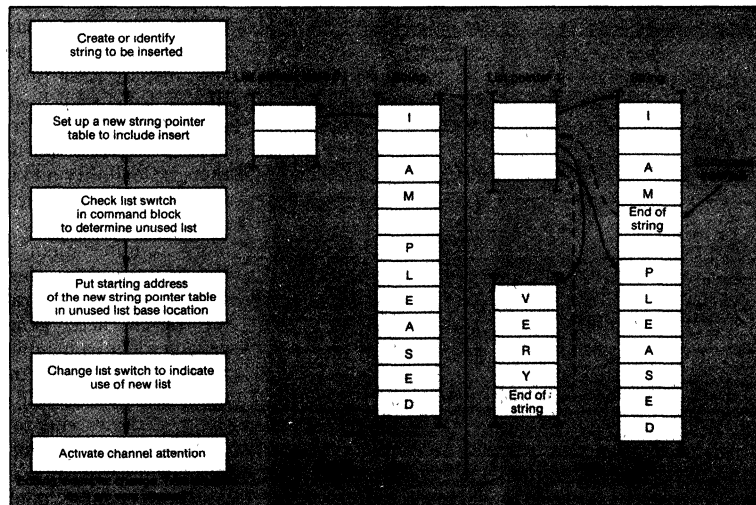 Create or identify
string to be inserted
Set up a new string pointer
table to include insert
Check list switch
in command block
to determine unused list
Put starting address
of the new string pointer table
in unused list base location
Change list switch to indicate
use of new list
Activate channel attention
String
I
A
M
P
L
E
A
S
E
D
V
E
R
Y
End of
string
String
I
A
M
End of
string
P
L
E
A
S
E
D